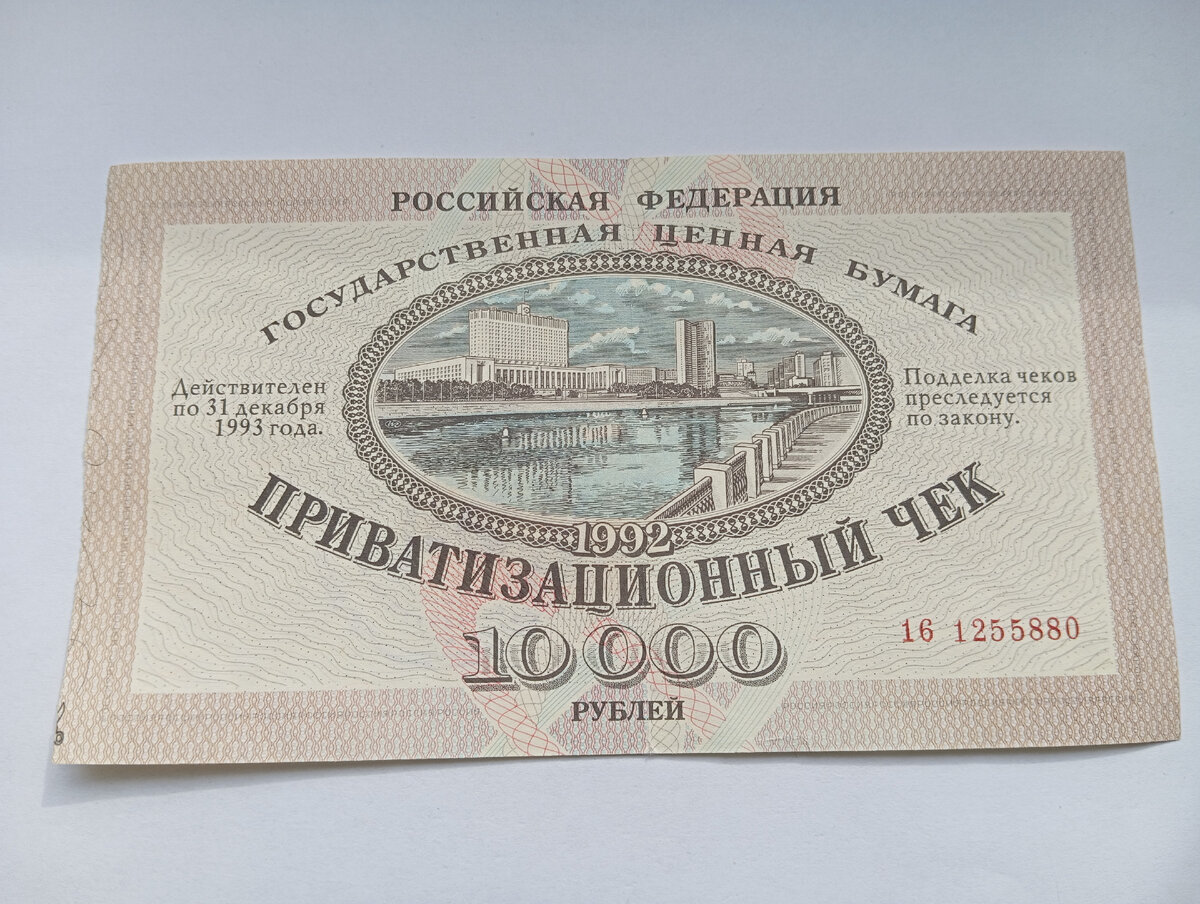 РОССИЙСКАЯ ФЕДЕРАЦИЯ
ГОСУДАРСТВЕННАЯ ЦЕННАЯ БУМАГА
Действителен
по 31 декабря
1993 года.
Подделка чеков
преследуется
по закону.
1992
ПРИВАТИЗАЦИОННЫЙ ЧЕК
10 000
РУБЛЕЙ
16 1255880